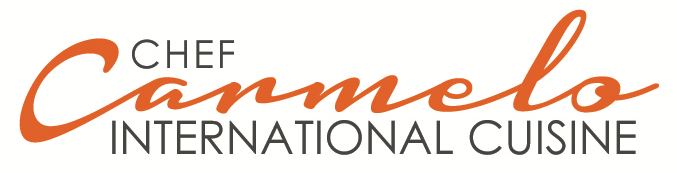 CHEF
Carmelo
INTERNATIONAL CUISINE